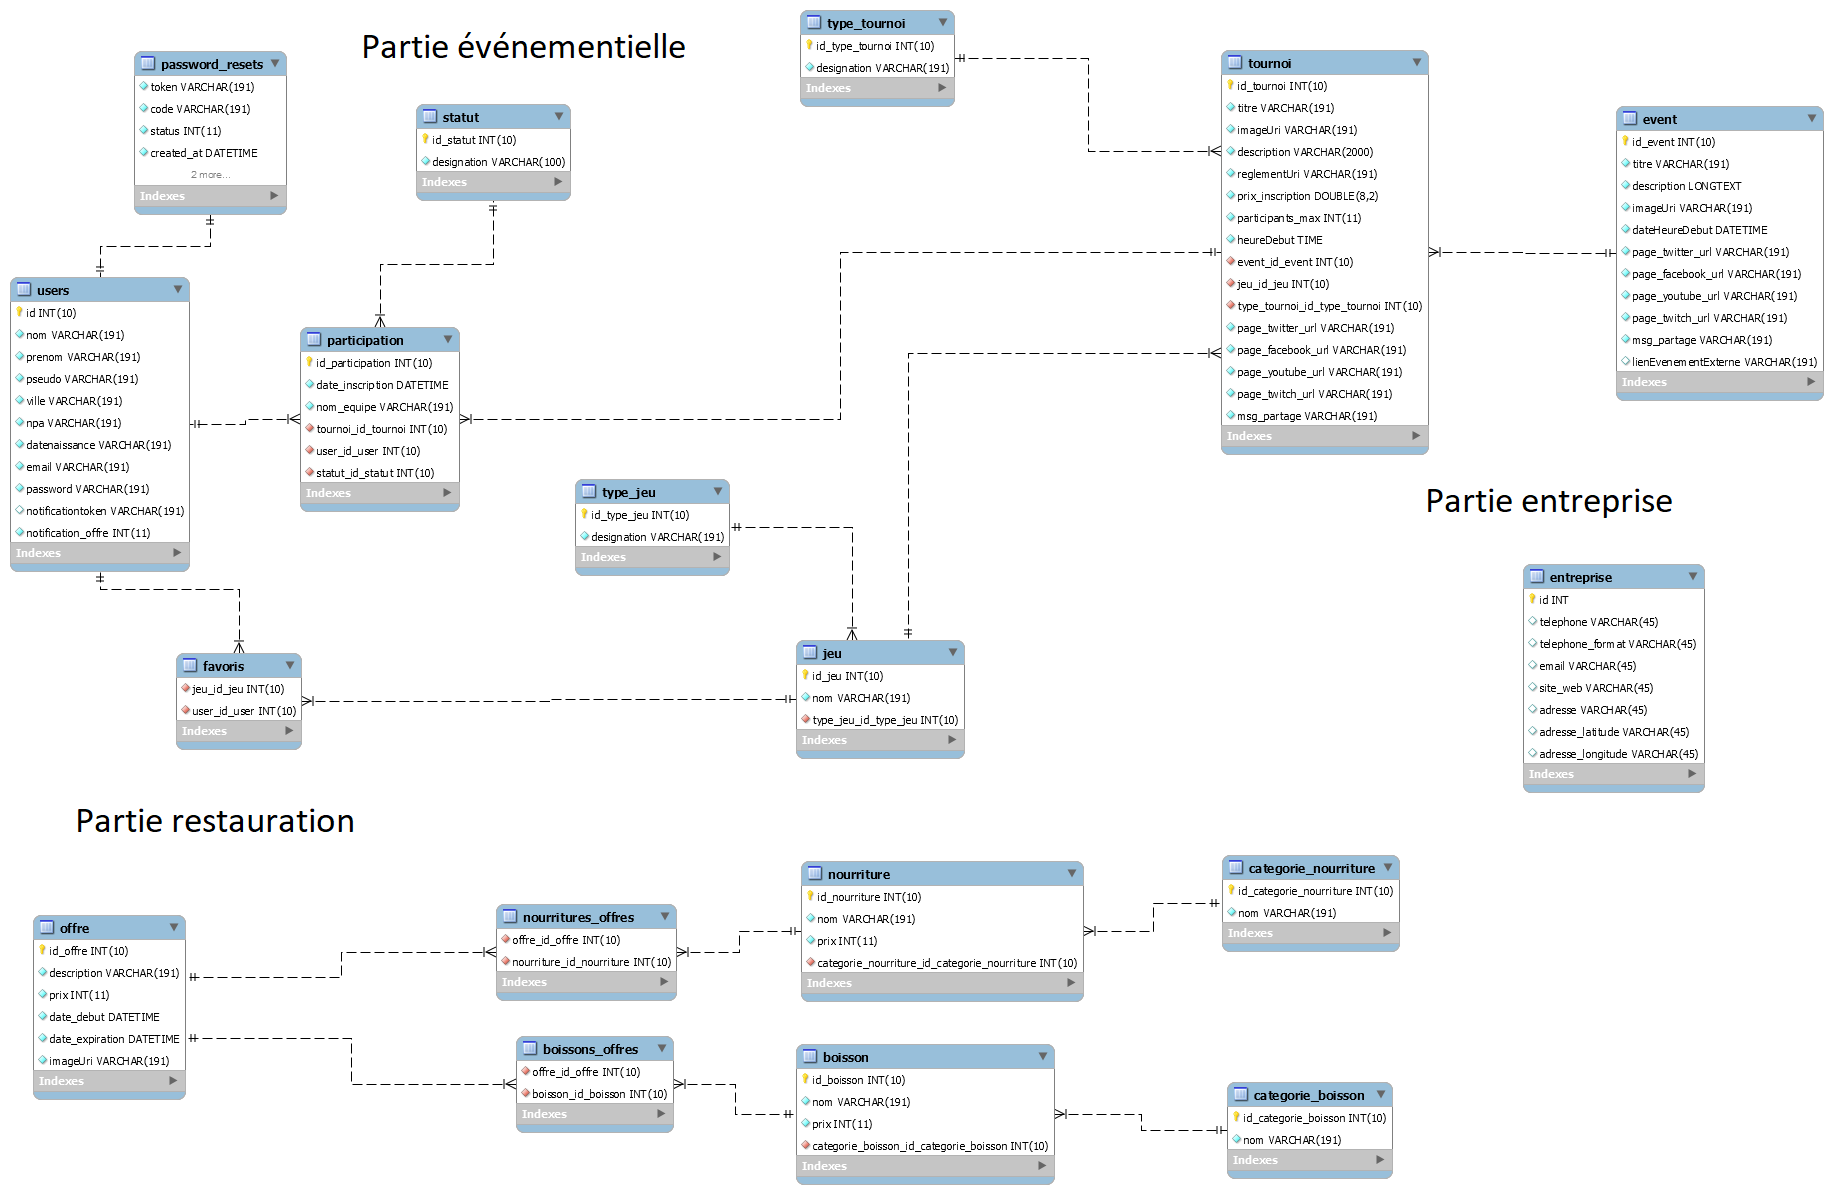 Partie événementielle
password_resets
token VARCHAR(191)
code VARCHAR(191)
status INT(11)
created_at DATETIME
2 more...
Indexes
statut
id_statut INT(10)
designation VARCHAR(100)
Indexes
type_tournoi
id_type_tournoi INT(10)
designation VARCHAR(191)
Indexes
tournoi
id_tournoi INT(10)
titre VARCHAR(191)
imageUri VARCHAR(191)
description VARCHAR(2000)
reglementUri VARCHAR(191)
prix_inscription DOUBLE(8,2)
participants_max INT(11)
heureDebut TIME
event_id_event INT(10)
jeu_id_jeu INT(10)
type_tournoi_id_type_tournoi INT(10)
page_twitter_url VARCHAR(191)
page_facebook_url VARCHAR(191)
page_youtube_url VARCHAR(191)
page_twitch_url VARCHAR(191)
msg_partage VARCHAR(191)
Indexes
event
id_event INT(10)
titre VARCHAR(191)
description LONGTEXT
imageUri VARCHAR(191)
dateHeureDebut DATETIME
page_twitter_url VARCHAR(191)
page_facebook_url VARCHAR(191)
page_youtube_url VARCHAR(191)
page_twitch_url VARCHAR(191)
msg_partage VARCHAR(191)
lienEvenementExterne VARCHAR(191)
Indexes
users
id INT(10)
nom VARCHAR(191)
prenom VARCHAR(191)
pseudo VARCHAR(191)
ville VARCHAR(191)
npa VARCHAR(191)
datenaissance VARCHAR(191)
email VARCHAR(191)
password VARCHAR(191)
notificationtoken VARCHAR(191)
notification_offre INT(11)
Indexes
participation
id_participation INT(10)
date_inscription DATETIME
nom_equipe VARCHAR(191)
tournoi_id_tournoi INT(10)
user_id_user INT(10)
statut_id_statut INT(10)
Indexes
type_jeu
id_type_jeu INT(10)
designation VARCHAR(191)
Indexes
favoris
jeu_id_jeu INT(10)
user_id_user INT(10)
Indexes
jeu
id_jeu INT(10)
nom VARCHAR(191)
type_jeu_id_type_jeu INT(10)
Indexes
Partie entreprise
entreprise
id INT
telephone VARCHAR(45)
telephone_format VARCHAR(45)
email VARCHAR(45)
site_web VARCHAR(45)
adresse VARCHAR(45)
adresse_latitude VARCHAR(45)
adresse_longitude VARCHAR(45)
Indexes
Partie restauration
offre
id_offre INT(10)
description VARCHAR(191)
prix INT(11)
date_debut DATETIME
date_expiration DATETIME
imageUri VARCHAR(191)
Indexes
nourritures_offres
offre_id_offre INT(10)
nourriture_id_nourriture INT(10)
Indexes
nourriture
id_nourriture INT(10)
nom VARCHAR(191)
prix INT(11)
categorie_nourriture_id_categorie_nourriture INT(10)
Indexes
categorie_nourriture
id_categorie_nourriture INT(10)
nom VARCHAR(191)
Indexes
boissons_offres
offre_id_offre INT(10)
boisson_id_boisson INT(10)
Indexes
boisson
id_boisson INT(10)
nom VARCHAR(191)
prix INT(11)
categorie_boisson_id_categorie_boisson INT(10)
Indexes
categorie_boisson
id_categorie_boisson INT(10)
nom VARCHAR(191)
Indexes